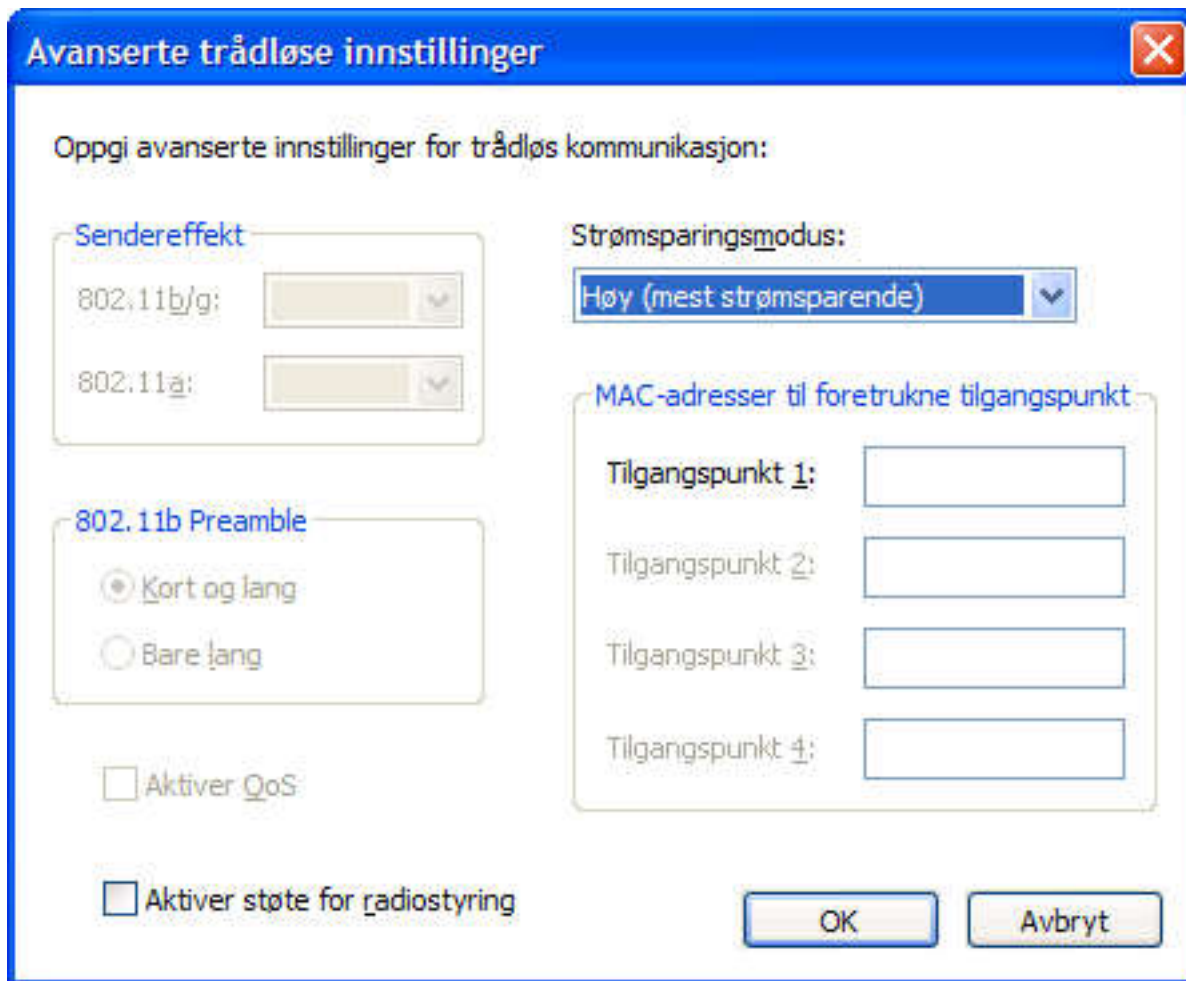 Avanserte trådløse innstillinger
Oppgi avanserte innstillinger for trådløs kommunikasjon:
Sendereffekt
802.11b/g:
802.11a:
802.11b Preamble
Kort og lang
Bare lang
Aktiver QoS
Aktiver støte for radiostyring
Strømsparingsmodus:
Høy (mest strømsparende)
MAC-adresser til foretrukne tilgangspunkt
Tilgangspunkt 1:
Tilgangspunkt 2:
Tilgangspunkt 3:
Tilgangspunkt 4:
OK
Avbryt